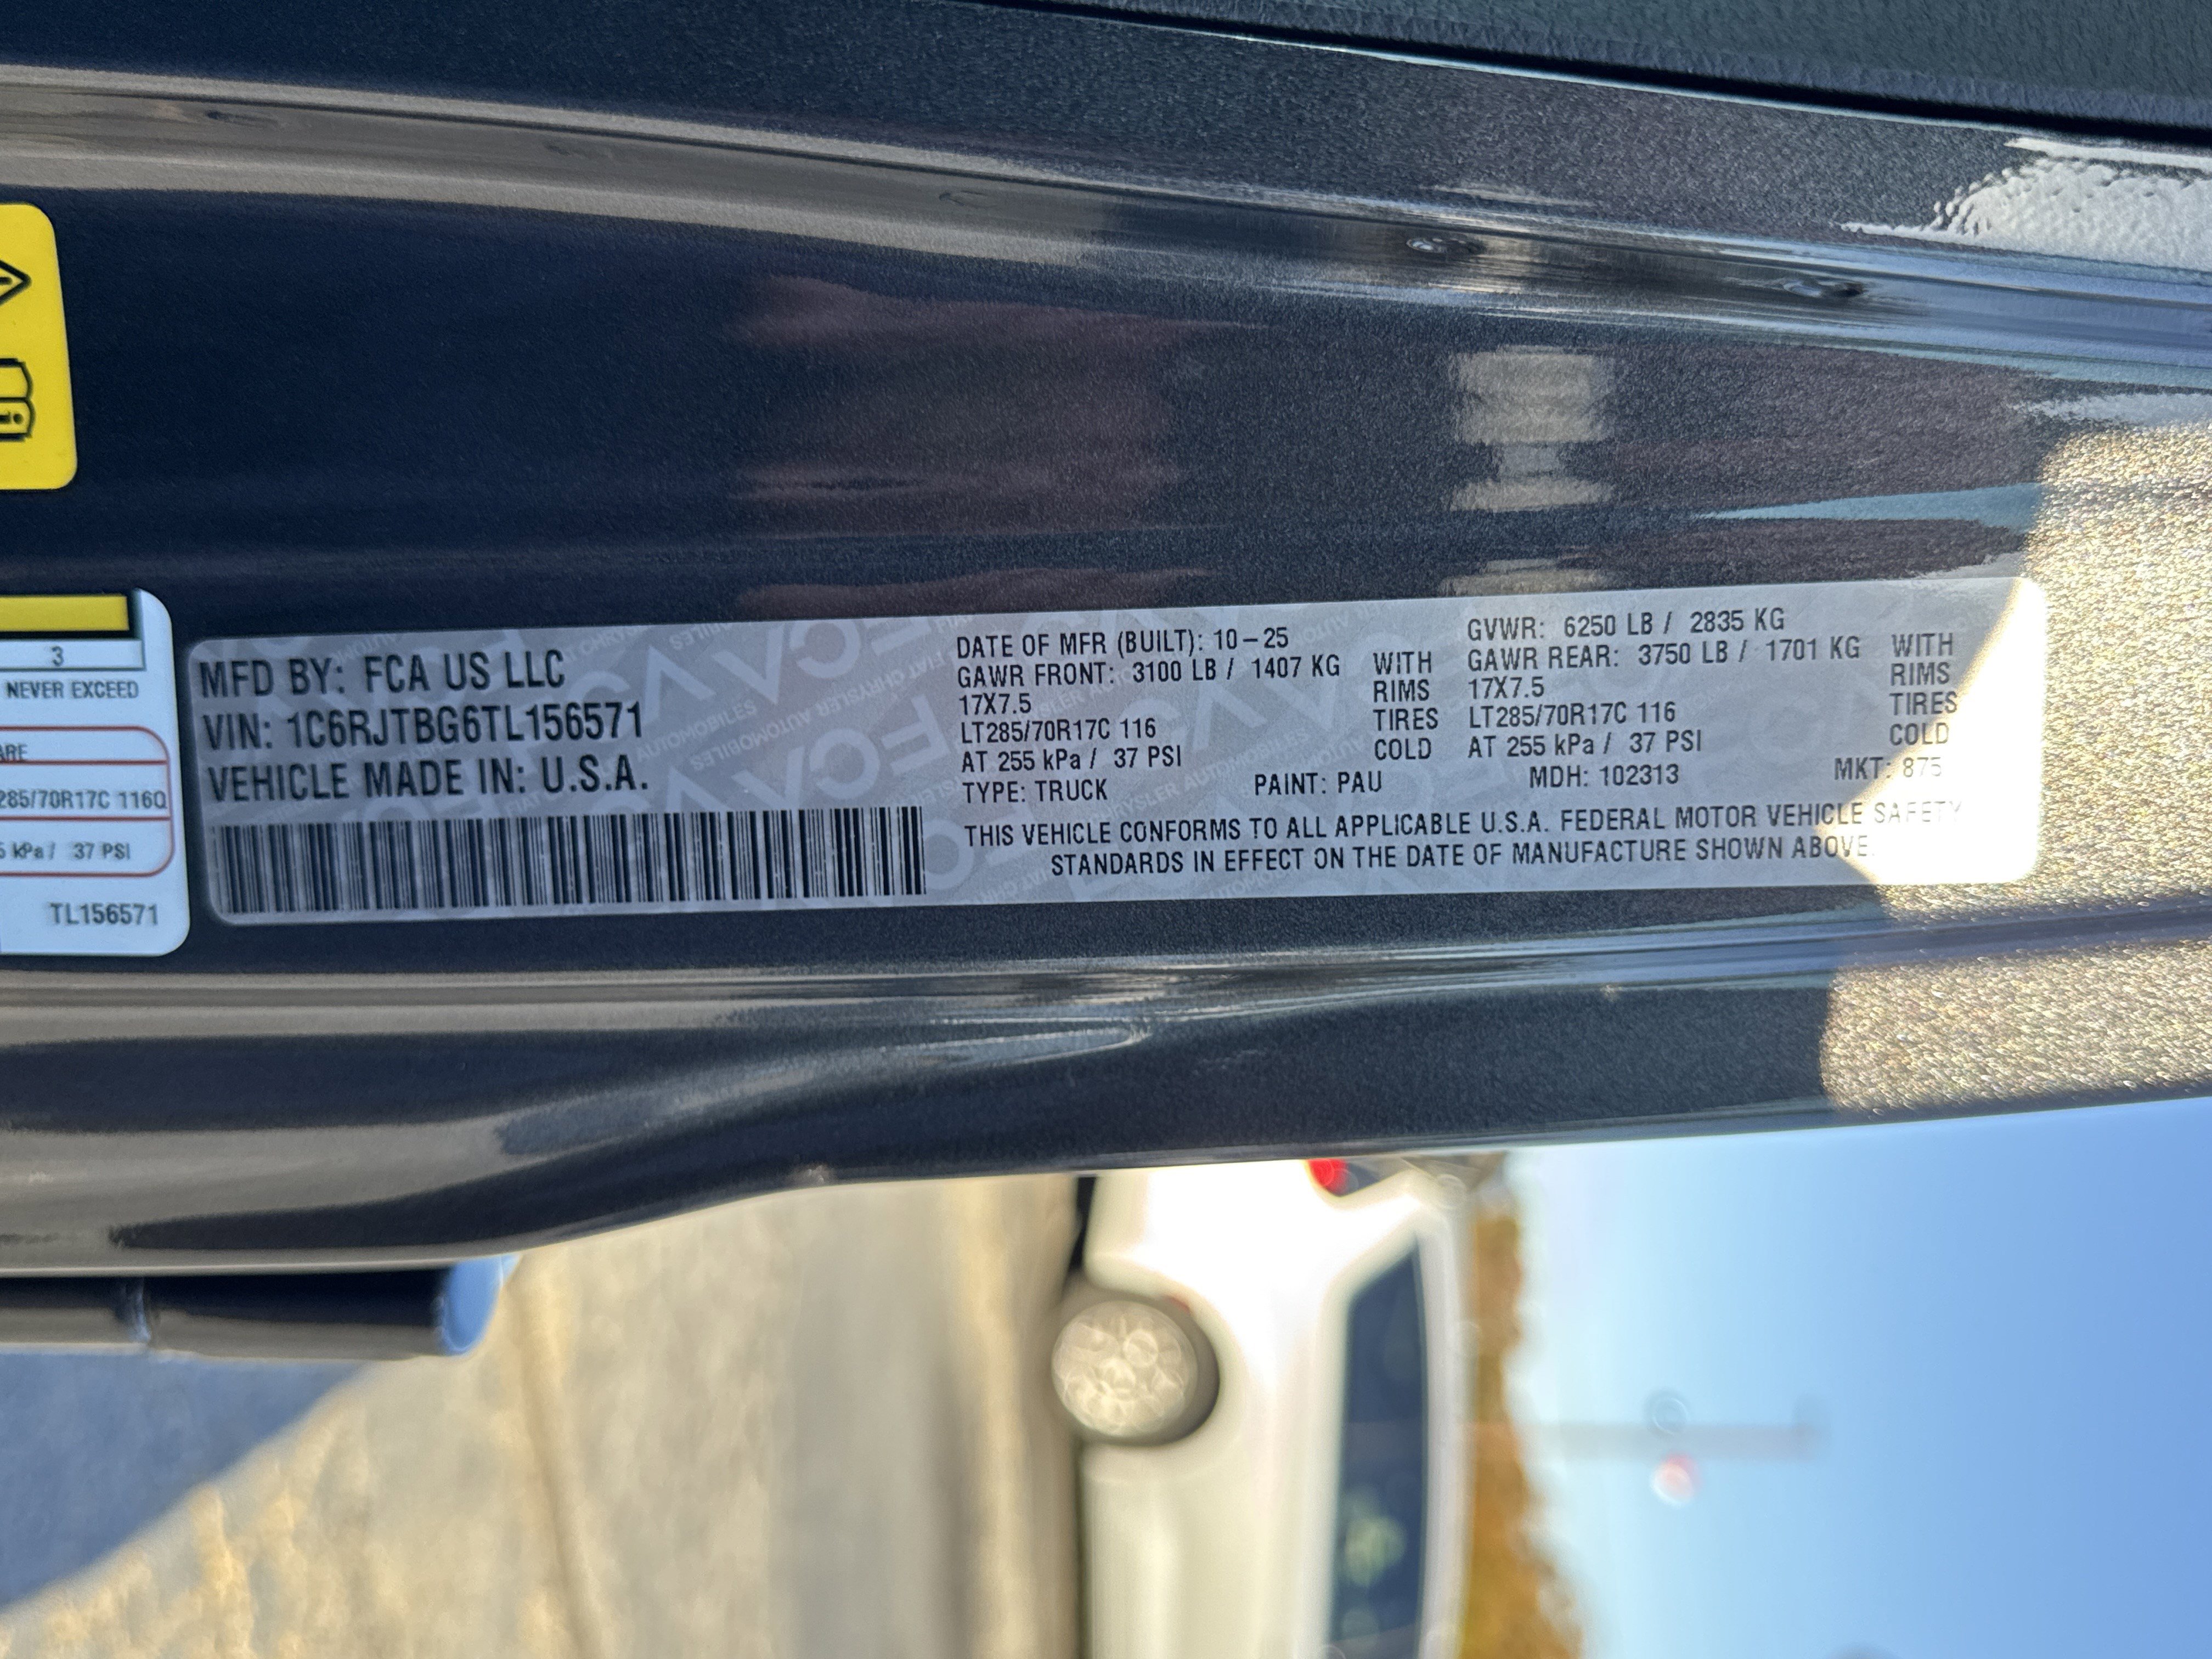 3
NEVER EXCEED
285/70R17C 116Q
kPa / 37 PSI
TL156571
MFD BY: FCA US LLC
VIN: 1C6RJTBG6TL156571
VEHICLE MADE IN: U.S.A.
DATE OF MFR (BUILT): 10-25
GVWR: 6250 LB / 2835 KG
GAWR FRONT: 3100 LB / 1407 KG WITH
17X7.5 RIMS
LT285/70R17C 116 TIRES
AT 255 kPa / 37 PSI COLD
GAWR REAR: 3750 LB / 1701 KG WITH
17X7.5 RIMS
LT285/70R17C 116 TIRES
AT 255 kPa / 37 PSI COLD
TYPE: TRUCK PAINT: PAU MDH: 102313 MKT: 875
THIS VEHICLE CONFORMS TO ALL APPLICABLE U.S.A. FEDERAL MOTOR VEHICLE SAFETY
STANDARDS IN EFFECT ON THE DATE OF MANUFACTURE SHOWN ABOVE.